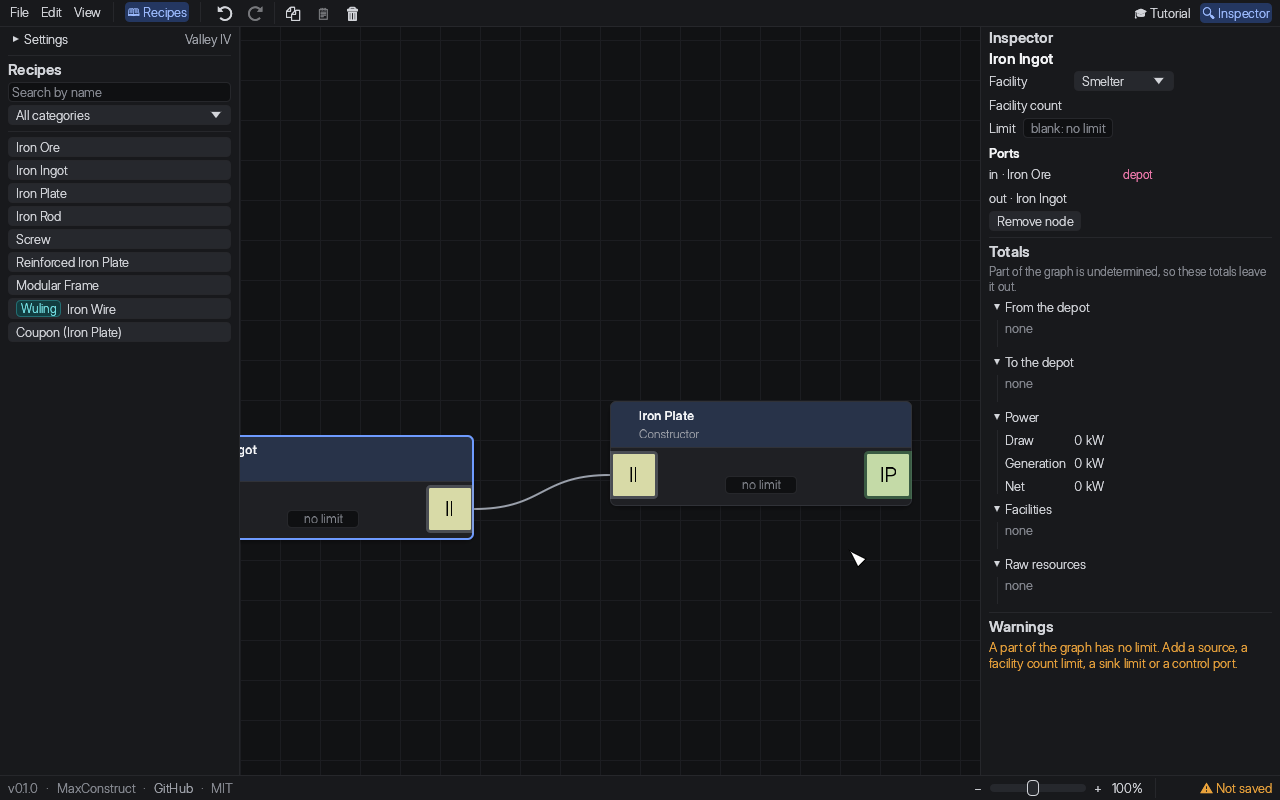 File Edit View Recipes Tutorial Inspector
Settings Valley IV
Recipes
Search by name
All categories
Iron Ore
Iron Ingot
Iron Plate
Iron Rod
Screw
Reinforced Iron Plate
Modular Frame
Wuling Iron Wire
Coupon (Iron Plate)
got
no limit
II
Iron Plate
Constructor
II
no limit
IP
Inspector
Iron Ingot
Facility Smelter
Facility count
Limit blank: no limit
Ports
in · Iron Ore depot
out · Iron Ingot
Remove node
Totals
Part of the graph is undetermined, so these totals leave
it out.
From the depot
none
To the depot
none
Power
Draw 0 kW
Generation 0 kW
Net 0 kW
Facilities
none
Raw resources
none
Warnings
A part of the graph has no limit. Add a source, a
facility count limit, a sink limit or a control port.
v0.1.0 · MaxConstruct · GitHub · MIT
− + 100% Not saved